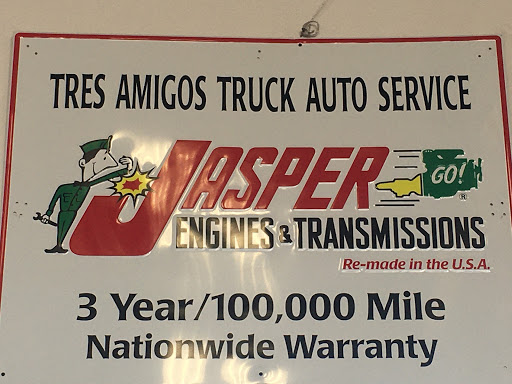 TRES AMIGOS TRUCK AUTO SERVICE
JASPER GO!
ENGINES & TRANSMISSIONS
Re-made in the U.S.A.
3 Year/100,000 Mile
Nationwide Warranty